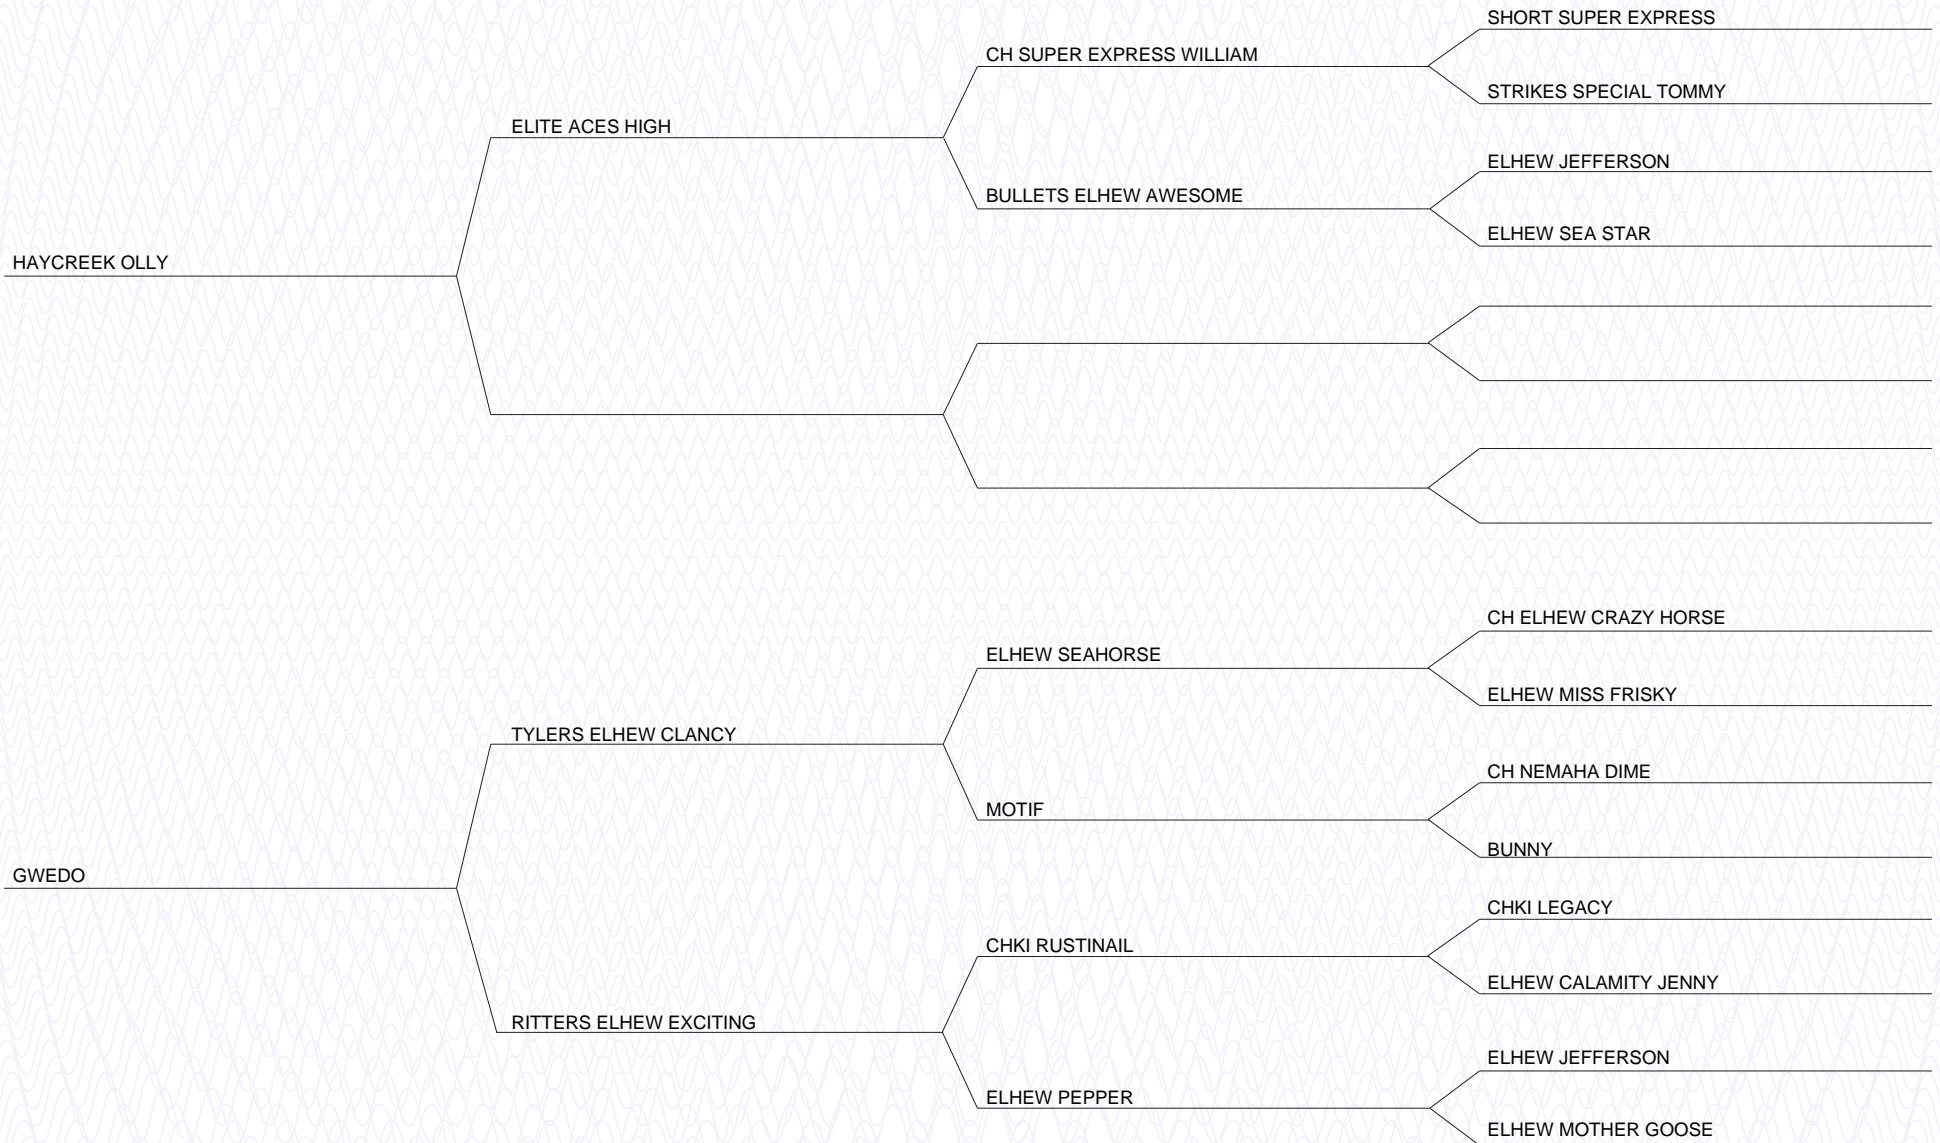 SHORT SUPER EXPRESS
CH SUPER EXPRESS WILLIAM
STRIKES SPECIAL TOMMY
ELITE ACES HIGH
ELHEW JEFFERSON
BULLETS ELHEW AWESOME
ELHEW SEA STAR
HAYCREEK OLLY
CH ELHEW CRAZY HORSE
ELHEW SEAHORSE
ELHEW MISS FRISKY
TYLERS ELHEW CLANCY
CH NEMAHA DIME
MOTIF
BUNNY
GWEDO
CHKI LEGACY
CHKI RUSTINAIL
ELHEW CALAMITY JENNY
RITTERS ELHEW EXCITING
ELHEW JEFFERSON
ELHEW PEPPER
ELHEW MOTHER GOOSE